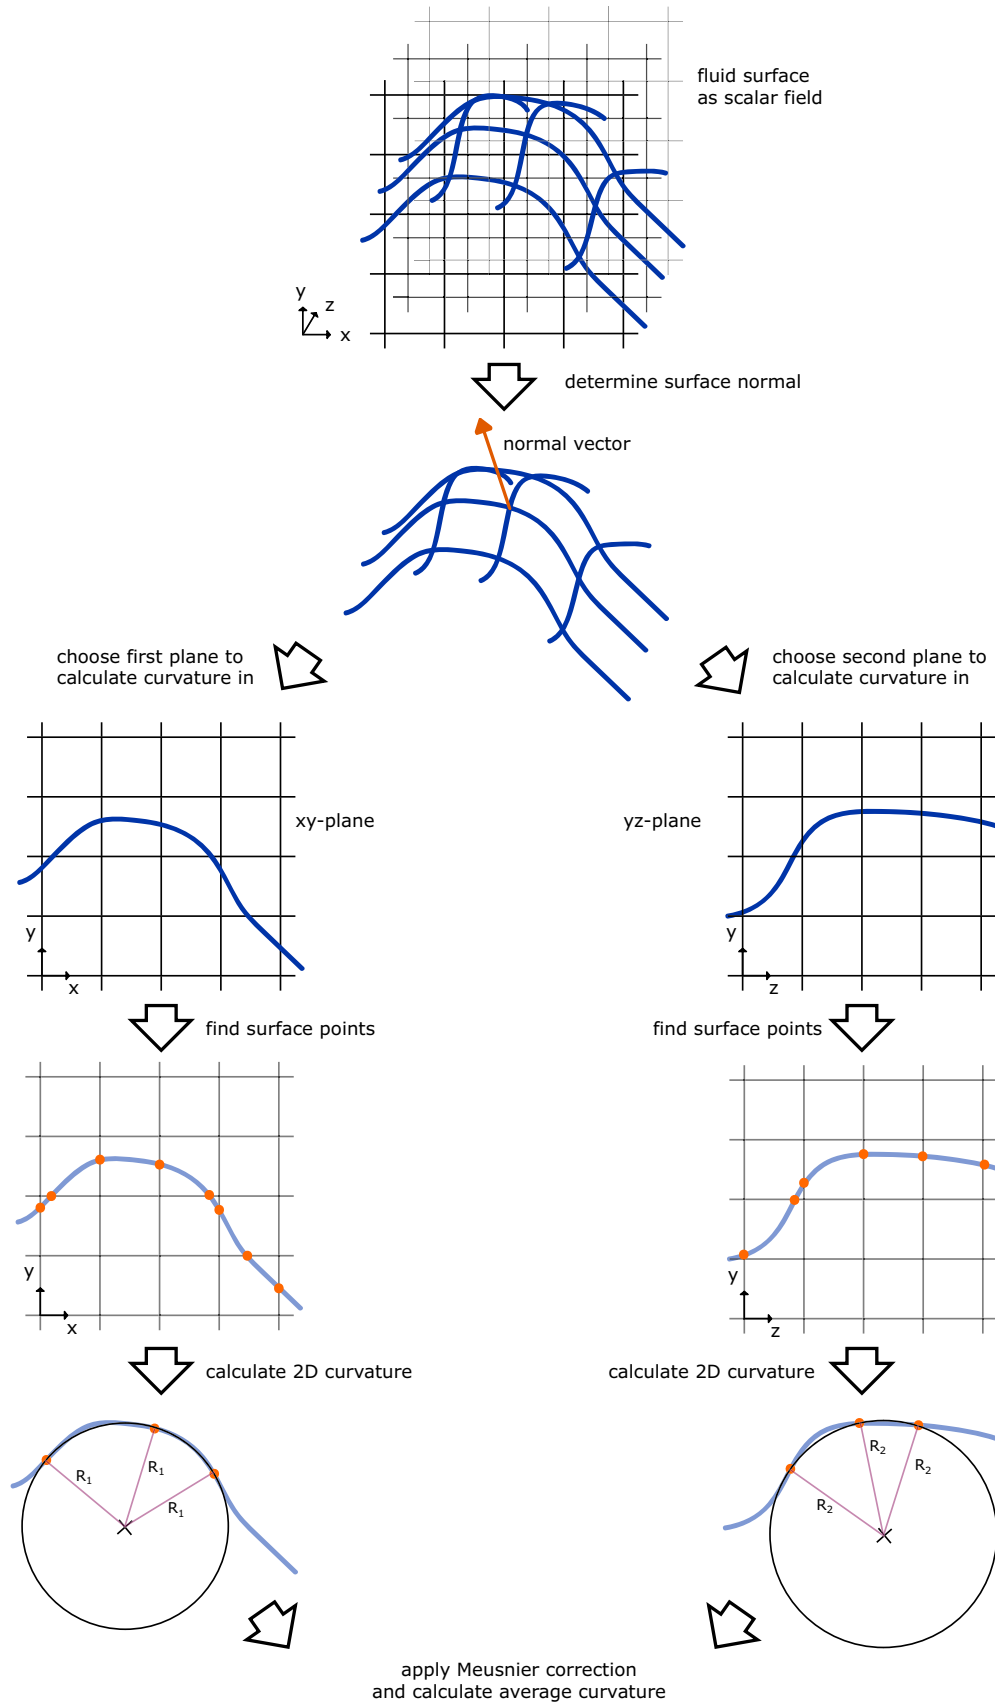 fluid surface
as scalar field
y
z
x
determine surface normal
normal vector
choose first plane to
calculate curvature in
choose second plane to
calculate curvature in
xy-plane
yz-plane
y
x
y
z
find surface points
find surface points
y
x
y
z
calculate 2D curvature
calculate 2D curvature
R1
R1
R1
R2
R2
R2
apply Meusnier correction
and calculate average curvature